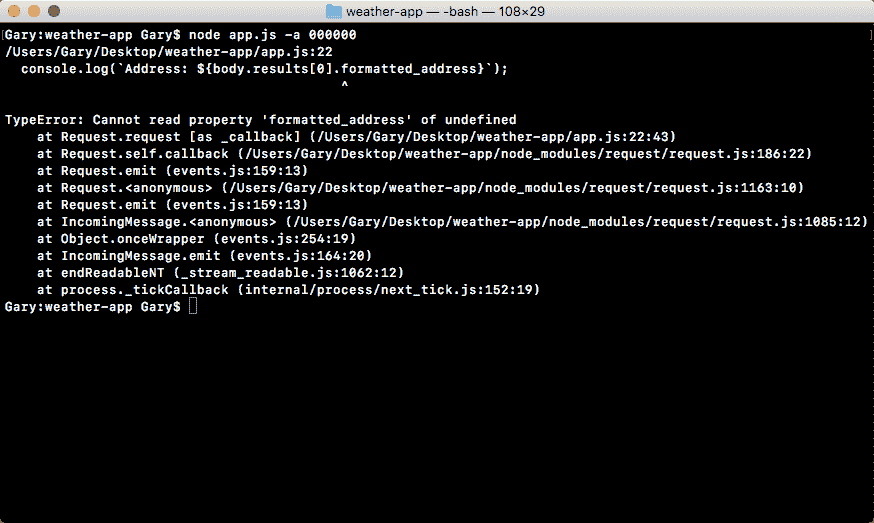 weather-app — -bash — 108×29
Gary:weather-app Gary$ node app.js -a 000000
/Users/Gary/Desktop/weather-app/app.js:22
  console.log(`Address: ${body.results[0].formatted_address}`);
                                          ^
TypeError: Cannot read property 'formatted_address' of undefined
    at Request.request [as _callback] (/Users/Gary/Desktop/weather-app/app.js:22:43)
    at Request.self.callback (/Users/Gary/Desktop/weather-app/node_modules/request/request.js:186:22)
    at Request.emit (events.js:159:13)
    at Request.<anonymous> (/Users/Gary/Desktop/weather-app/node_modules/request/request.js:1163:10)
    at Request.emit (events.js:159:13)
    at IncomingMessage.<anonymous> (/Users/Gary/Desktop/weather-app/node_modules/request/request.js:1085:12)
    at Object.onceWrapper (events.js:254:19)
    at IncomingMessage.emit (events.js:164:20)
    at endReadableNT (_stream_readable.js:1062:12)
    at process._tickCallback (internal/process/next_tick.js:152:19)
Gary:weather-app Gary$